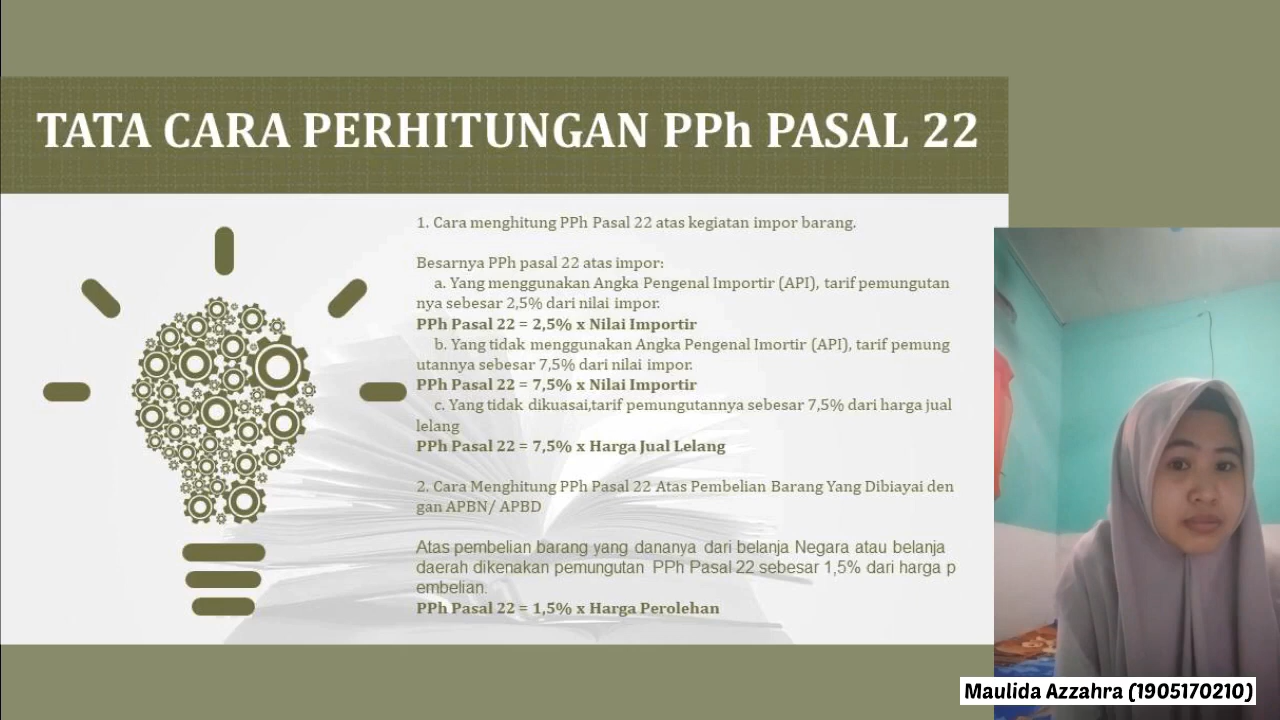 TATA CARA PERHITUNGAN PPh PASAL 22
1. Cara menghitung PPh Pasal 22 atas kegiatan impor barang.
Besarnya PPh pasal 22 atas impor:
a. Yang menggunakan Angka Pengenal Importir (API), tarif pemungutan
nya sebesar 2,5% dari nilai impor.
PPh Pasal 22 = 2,5% x Nilai Importir
b. Yang tidak menggunakan Angka Pengenal Imortir (API), tarif pemung
utannya sebesar 7,5% dari nilai impor.
PPh Pasal 22 = 7,5% x Nilai Importir
c. Yang tidak dikuasai,tarif pemungutannya sebesar 7,5% dari harga jual
lelang
PPh Pasal 22 = 7,5% x Harga Jual Lelang
2. Cara Menghitung PPh Pasal 22 Atas Pembelian Barang Yang Dibiayai den
gan APBN/ APBD
Atas pembelian barang yang dananya dari belanja Negara atau belanja
daerah dikenakan pemungutan PPh Pasal 22 sebesar 1,5% dari harga p
embelian.
PPh Pasal 22 = 1,5% x Harga Perolehan
Maulida Azzahra (1905170210)